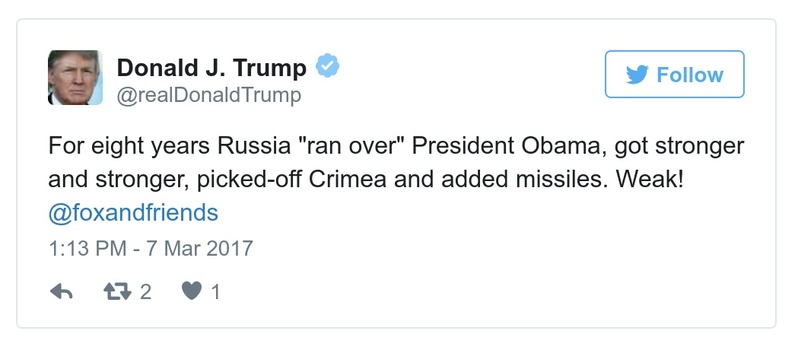 Donald J. Trump
@realDonaldTrump
Follow
For eight years Russia "ran over" President Obama, got stronger
and stronger, picked-off Crimea and added missiles. Weak!
@foxandfriends
1:13 PM - 7 Mar 2017
2 1